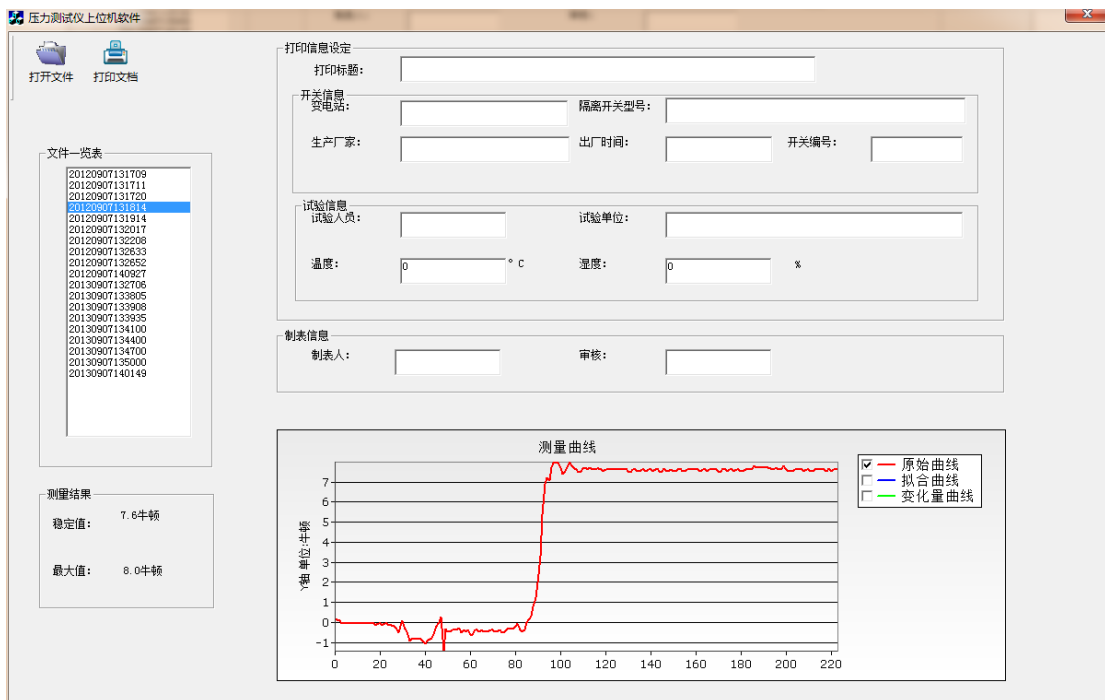 压力测试仪上位机软件
打开文件 打印文档
打印信息设定
打印标题:
开关信息
变电站: 隔离开关型号:
生产厂家: 出厂时间: 开关编号:
试验信息
试验人员: 试验单位:
温度: 0 °C 湿度: 0 %
制表信息
制表人: 审核:
文件一览表
20120907131709
20120907131711
20120907131720
20120907131814
20120907131914
20120907132017
20120907132208
20120907132633
20120907132652
20120907140927
20130907132706
20130907133805
20130907133908
20130907133935
20130907134100
20130907134400
20130907134700
20130907135000
20130907140149
测量结果
稳定值: 7.6牛顿
最大值: 8.0牛顿
测量曲线
原始曲线
拟合曲线
变化量曲线
Y轴 单位:牛顿
7
6
5
4
3
2
1
0
-1
0 20 40 60 80 100 120 140 160 180 200 220